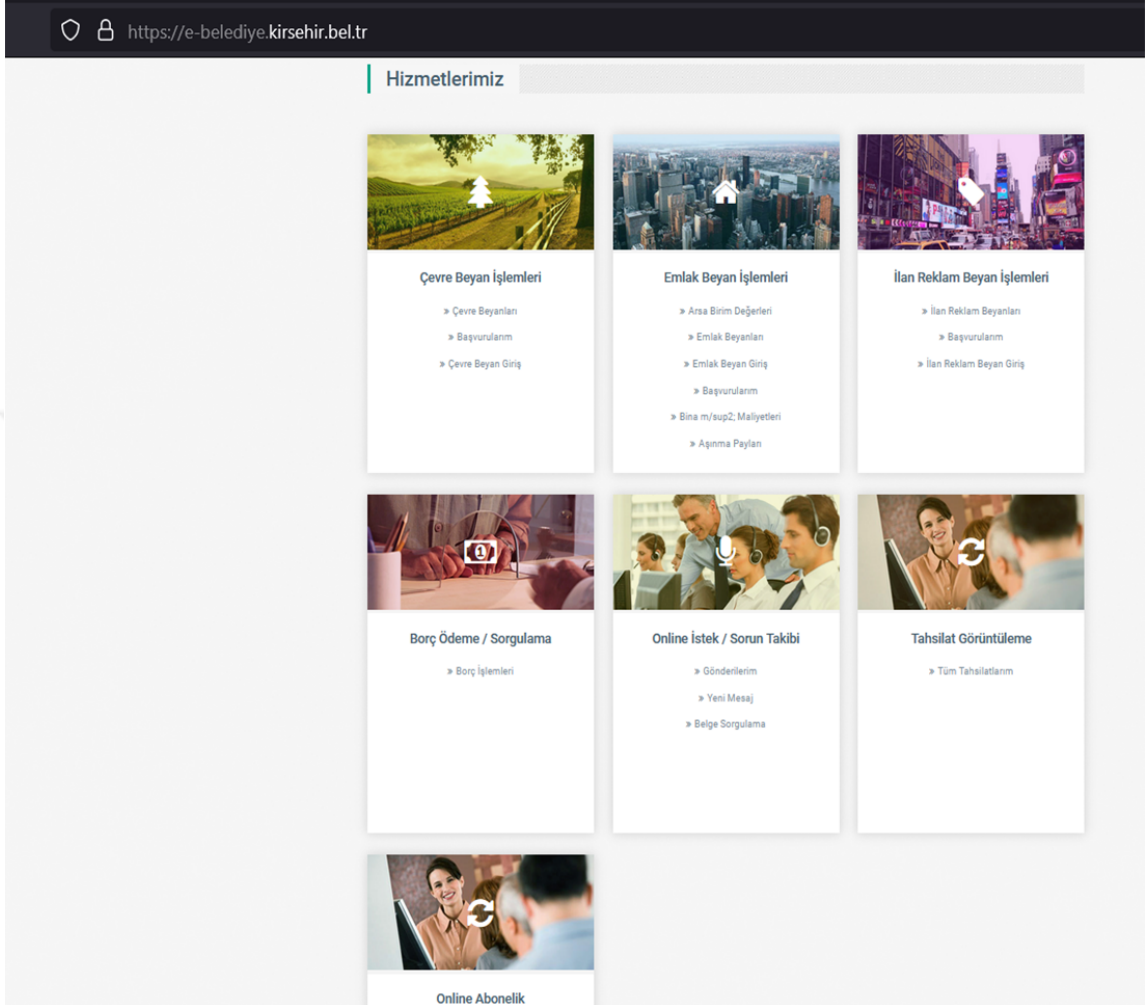 https://e-belediye.kirsehir.bel.tr
Hizmetlerimiz
Çevre Beyan İşlemleri
» Çevre Beyanları
» Başvurularım
» Çevre Beyan Giriş
Emlak Beyan İşlemleri
» Arsa Birim Değerleri
» Emlak Beyanları
» Emlak Beyan Giriş
» Başvurularım
» Bina m/sup2; Maliyetleri
» Aşınma Payları
İlan Reklam Beyan İşlemleri
» İlan Reklam Beyanları
» Başvurularım
» İlan Reklam Beyan Giriş
Borç Ödeme / Sorgulama
» Borç İşlemleri
Online İstek / Sorun Takibi
» Gönderilerim
» Yeni Mesaj
» Belge Sorgulama
Tahsilat Görüntüleme
» Tüm Tahsilatlarım
Online Abonelik